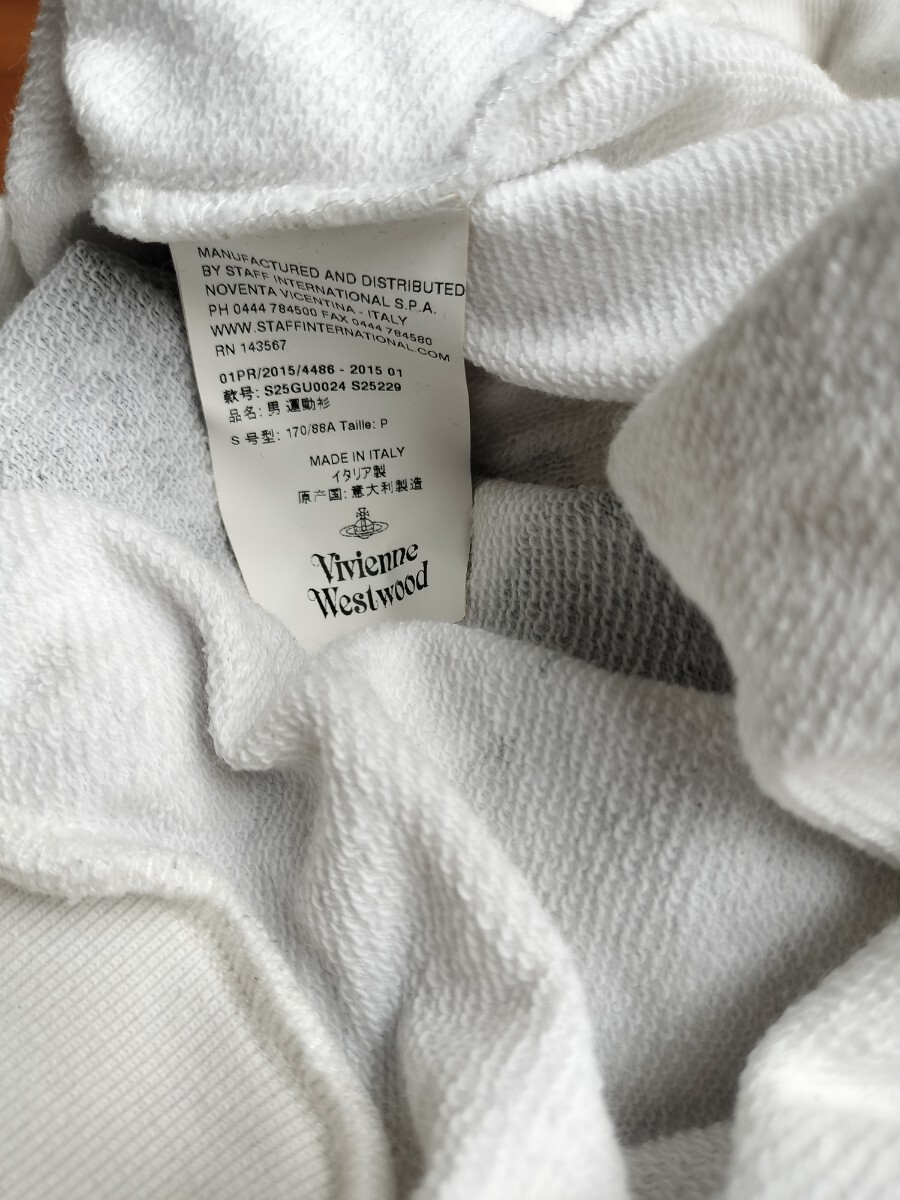 MANUFACTURED AND DISTRIBUTED
BY STAFF INTERNATIONAL S.P.A.
NOVENTA VICENTINA - ITALY
PH 0444 784500 FAX 0444 784580
WWW.STAFFINTERNATIONAL.COM
RN 143567
01PR/2015/4486 - 2015 01
款号: S25GU0024 S25229
品名: 男 運動衫
S 号型: 170/88A Taille: P
MADE IN ITALY
イタリア製
原产国: 意大利製造
Vivienne
Westwood